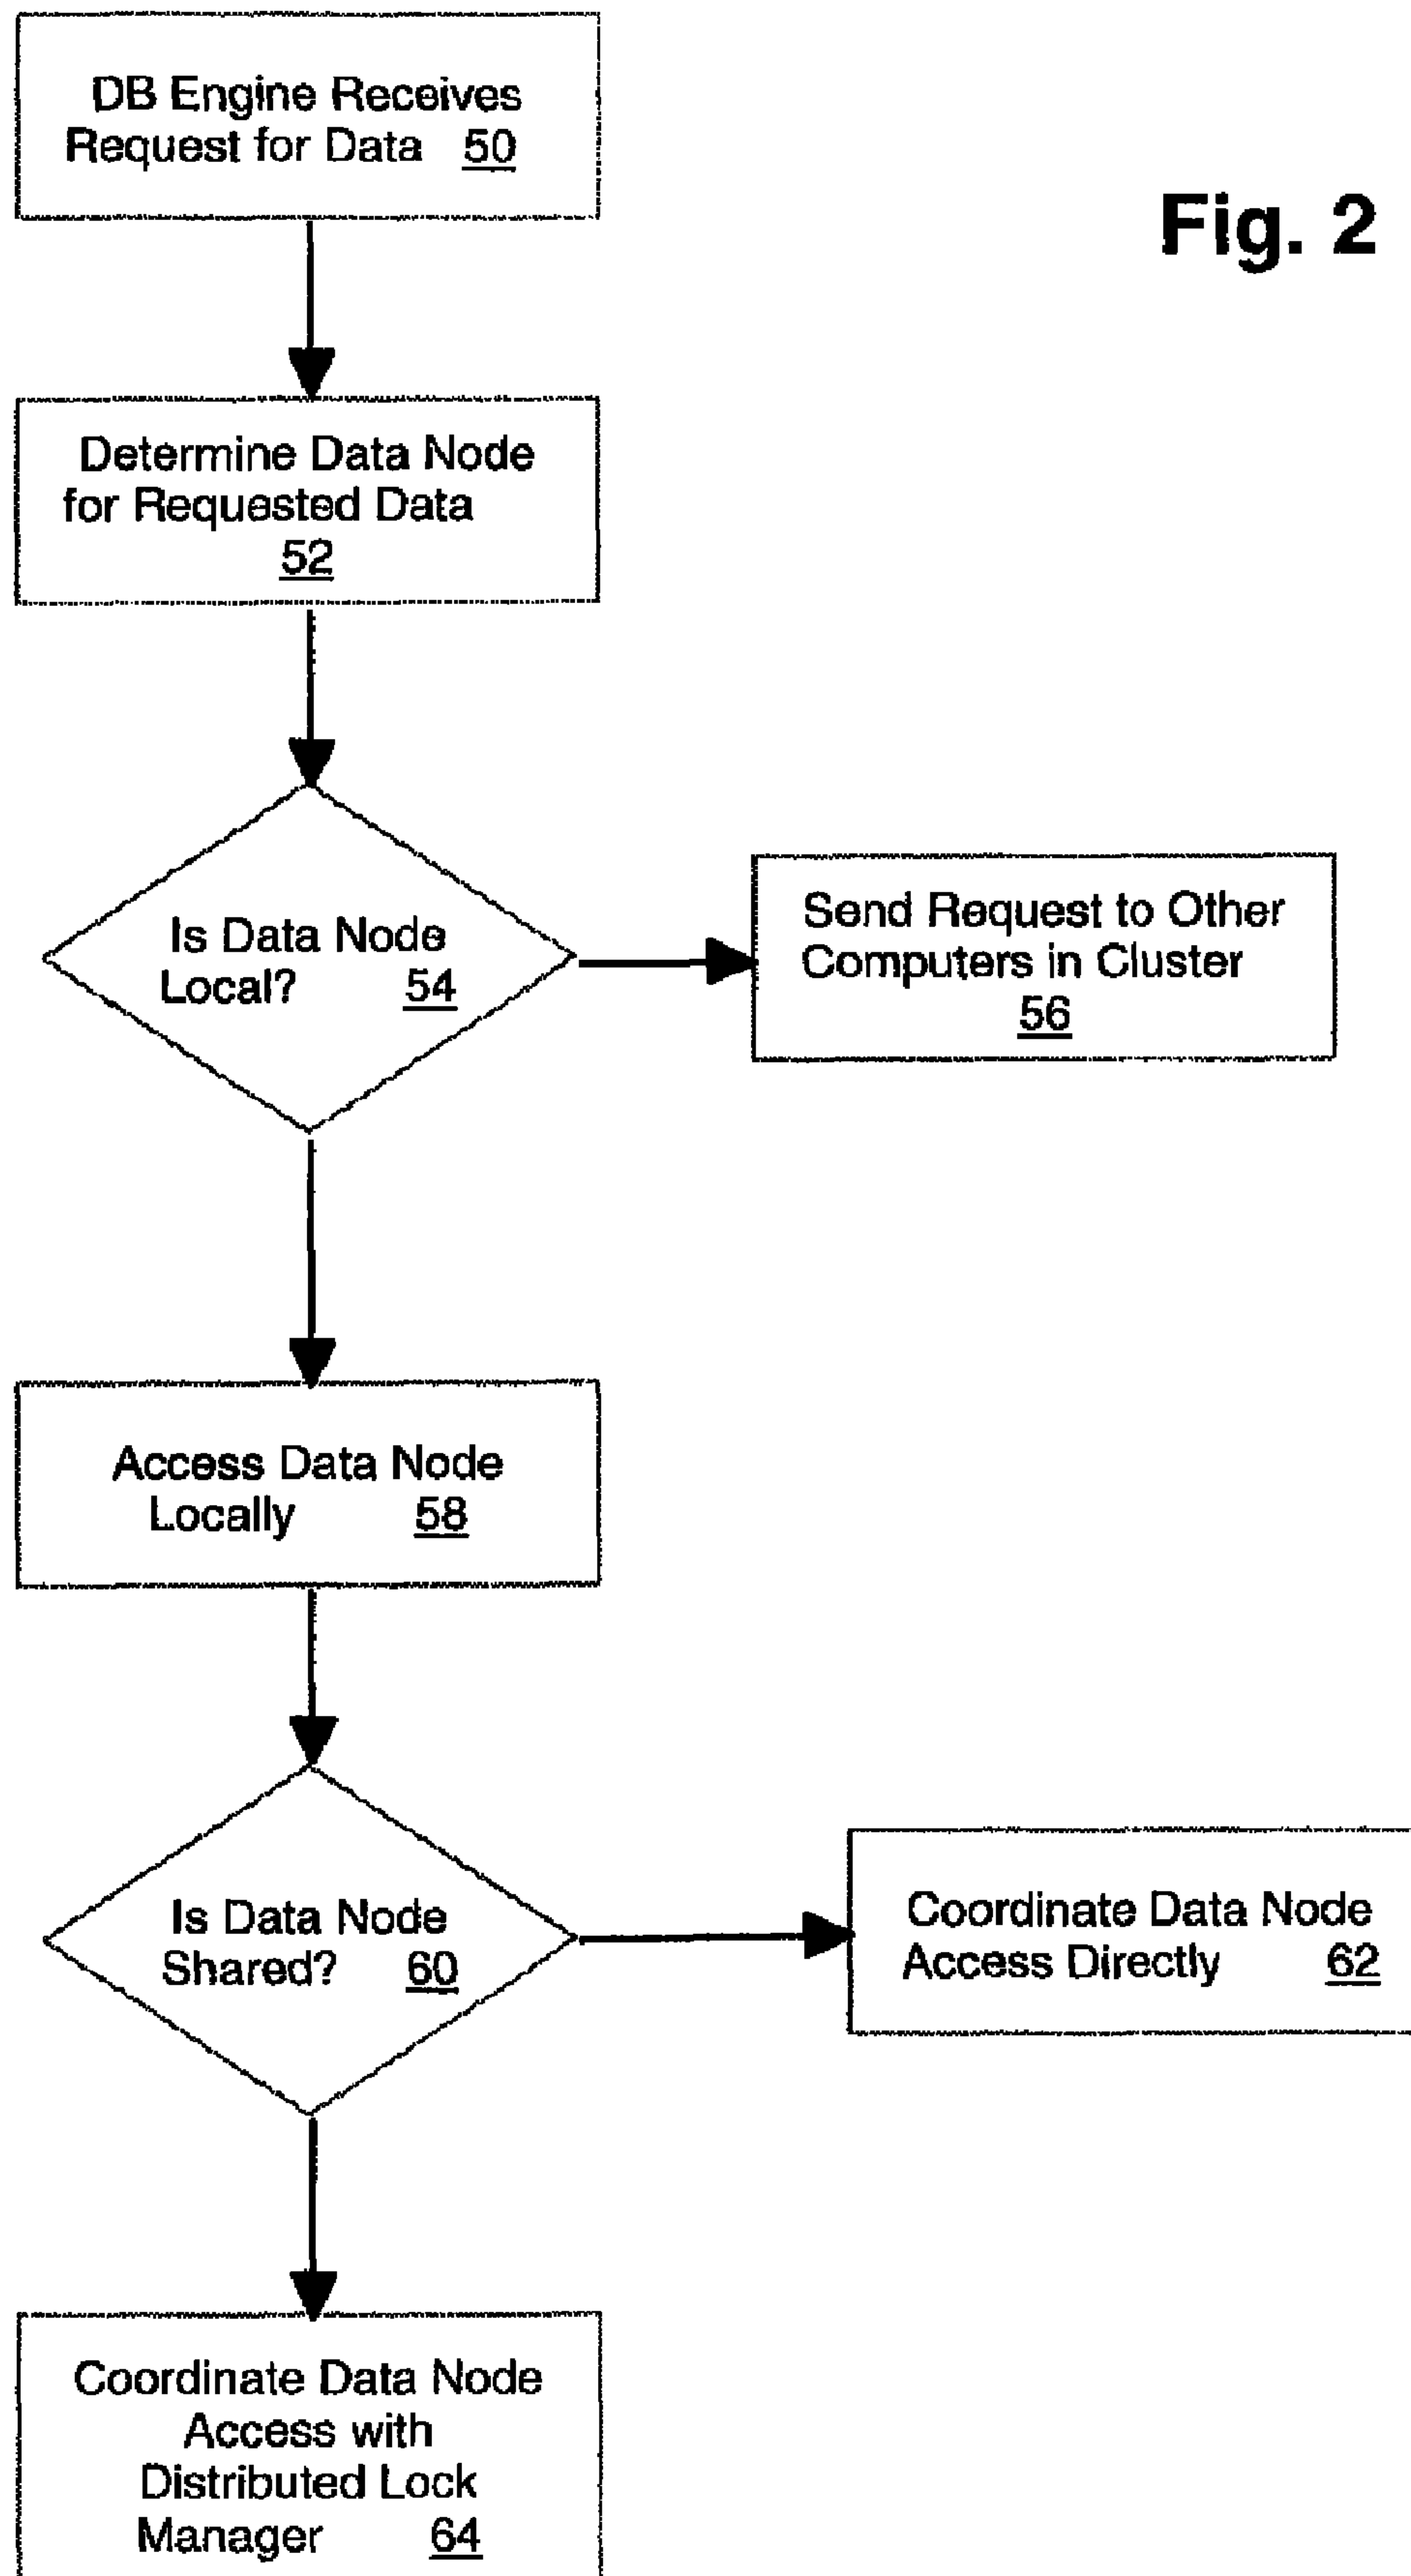 DB Engine Receives
Request for Data 50
Fig. 2
Determine Data Node
for Requested Data
52
Is Data Node
Local? 54
Send Request to Other
Computers in Cluster
56
Access Data Node
Locally 58
Is Data Node
Shared? 60
Coordinate Data Node
Access Directly 62
Coordinate Data Node
Access with
Distributed Lock
Manager 64